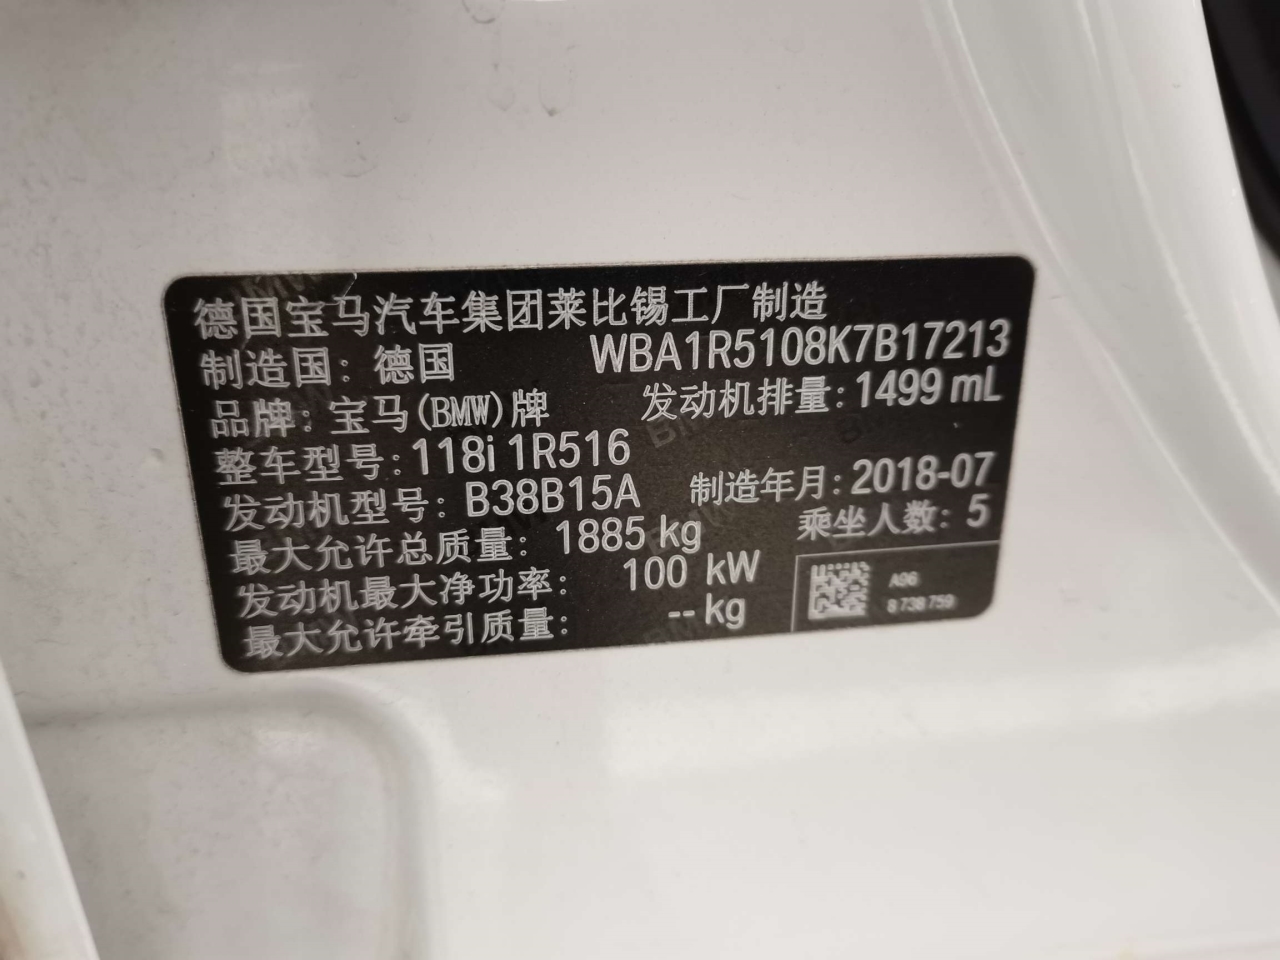 德国宝马汽车集团莱比锡工厂制造
制造国：德国 WBA1R5108K7B17213
品牌：宝马(BMW)牌 发动机排量：1499 mL
整车型号：118i 1R516
发动机型号：B38B15A 制造年月：2018-07
最大允许总质量：1885 kg 乘坐人数：5
发动机最大净功率：100 kW
最大允许牵引质量：-- kg
A96
8 738 759